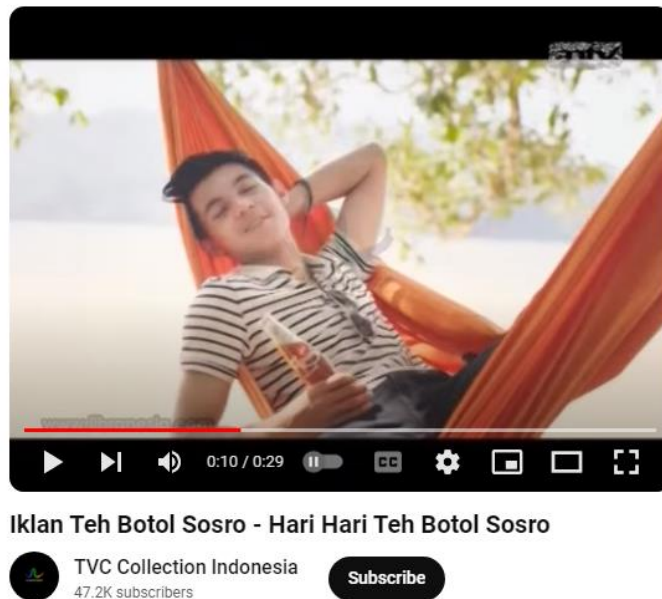 0:10 / 0:29
CC
Iklan Teh Botol Sosro - Hari Hari Teh Botol Sosro
TVC Collection Indonesia
47.2K subscribers
Subscribe